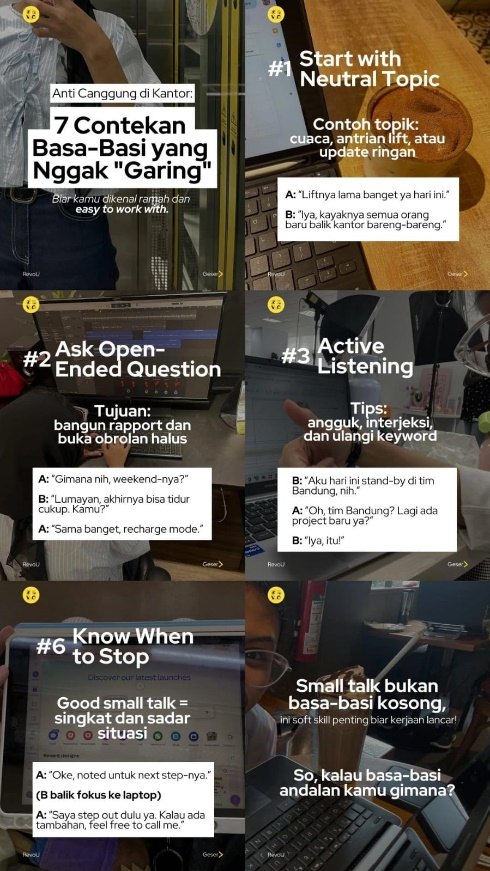 Anti Canggung di Kantor:
7 Contekan
Basa-Basi yang
Nggak "Garing"
Biar kamu dikenal ramah dan
easy to work with.
RevoU
Geser
#1 Start with
Neutral Topic
Contoh topik:
cuaca, antrian lift, atau
update ringan
A: "Liftnya lama banget ya hari ini."
B: "Iya, kayaknya semua orang
baru balik kantor bareng-bareng."
RevoU
Geser
#2 Ask Open-
Ended Question
Tujuan:
bangun rapport dan
buka obrolan halus
A: "Gimana nih, weekend-nya?"
B: "Lumayan, akhirnya bisa tidur
cukup. Kamu?"
A: "Sama banget, recharge mode."
RevoU
Geser
#3 Active
Listening
Tips:
angguk, interjeksi,
dan ulangi keyword
B: "Aku hari ini stand-by di tim
Bandung, nih."
A: "Oh, tim Bandung? Lagi ada
project baru ya?"
B: "Iya, itu!"
RevoU
Geser
#6 Know When
to Stop
Discover our latest launches
Good small talk =
singkat dan sadar
situasi
A: "Oke, noted untuk next step-nya."
(B balik fokus ke laptop)
A: "Saya step out dulu ya. Kalau ada
tambahan, feel free to call me."
RevoU
Geser
Small talk bukan
basa-basi kosong,
ini soft skill penting biar kerjaan lancar!
So, kalau basa-basi
andalan kamu gimana?
RevoU